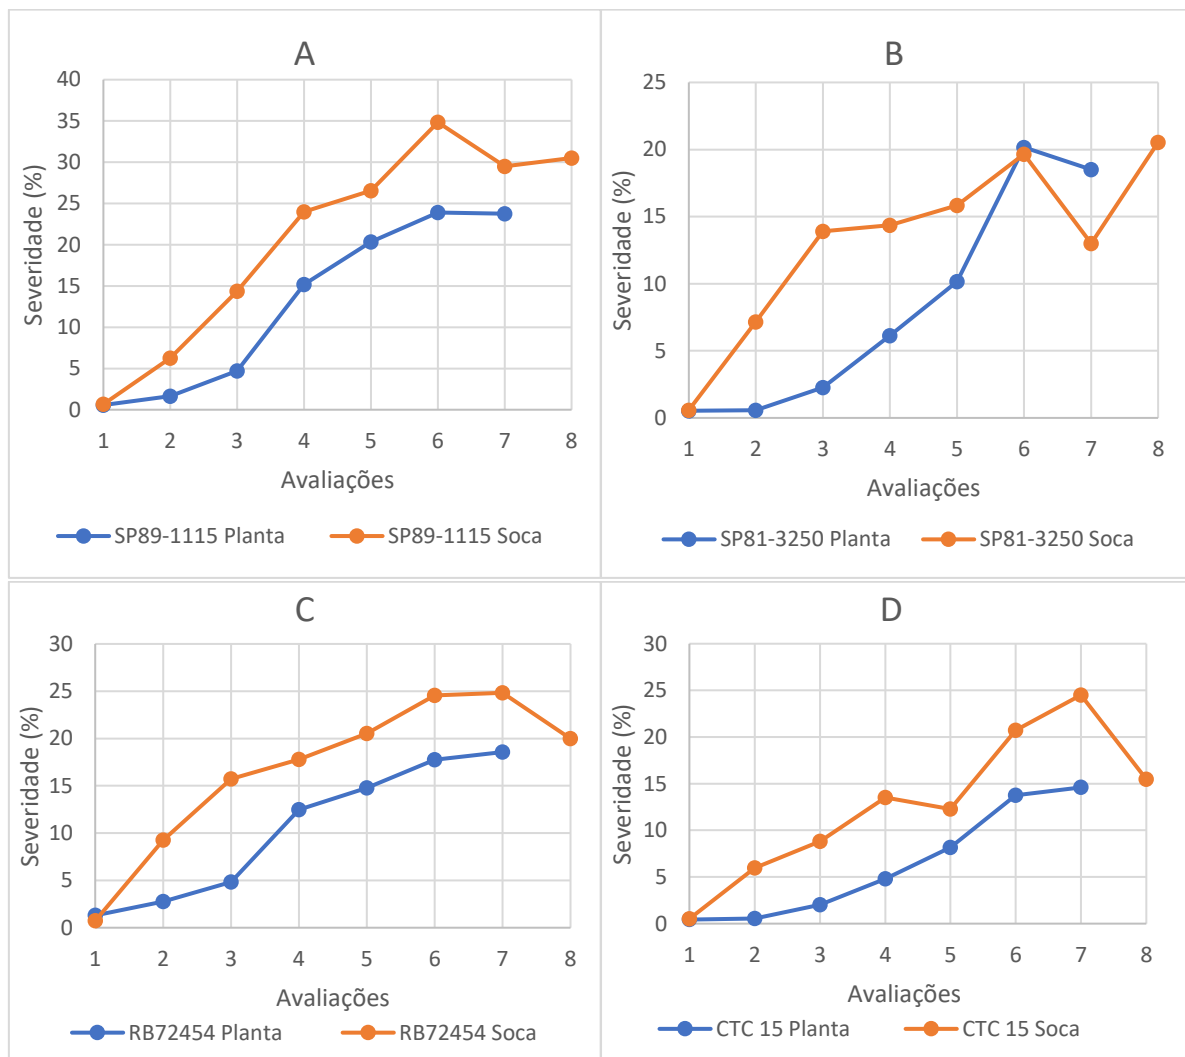 A
40
35
30
25
20
15
10
5
0
Severidade (%)
1 2 3 4 5 6 7 8
Avaliações
SP89-1115 Planta SP89-1115 Soca
B
25
20
15
10
5
0
Severidade (%)
1 2 3 4 5 6 7 8
Avaliações
SP81-3250 Planta SP81-3250 Soca
C
30
25
20
15
10
5
0
Severidade (%)
1 2 3 4 5 6 7 8
Avaliações
RB72454 Planta RB72454 Soca
D
30
25
20
15
10
5
0
Severidade (%)
1 2 3 4 5 6 7 8
Avaliações
CTC 15 Planta CTC 15 Soca